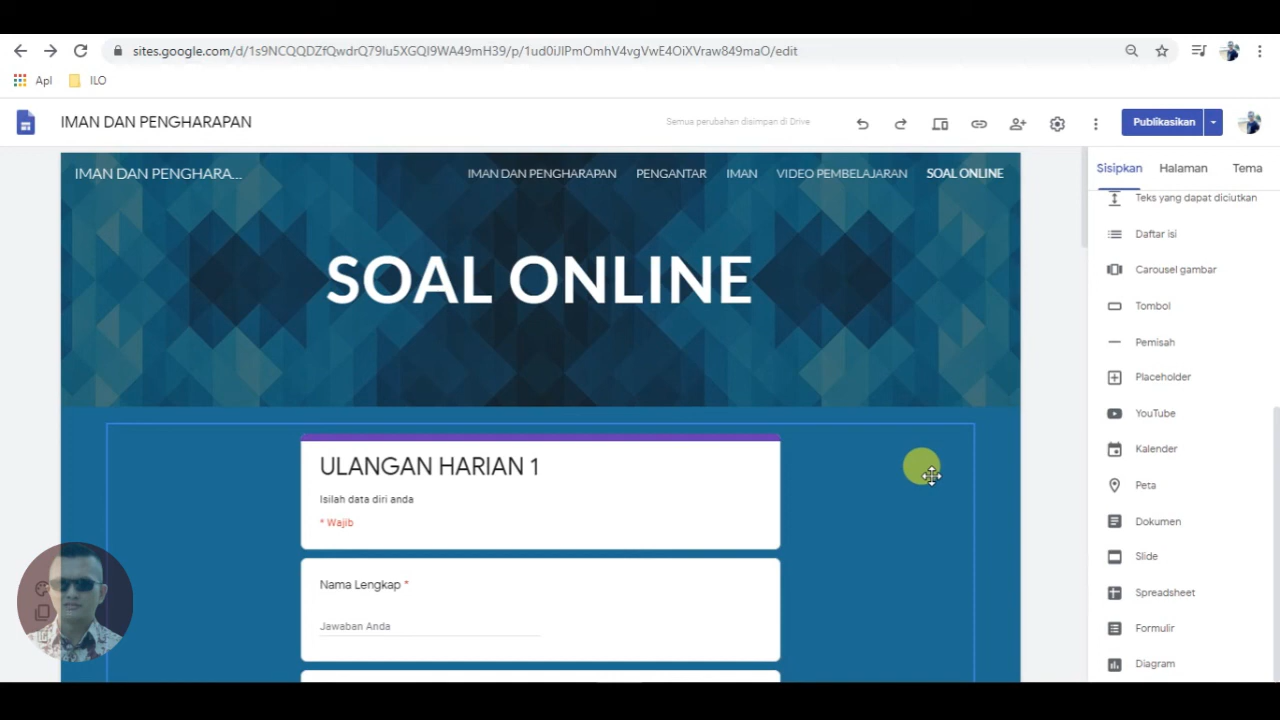 sites.google.com/d/1s9NCQQDZfQwdrQ79Iu5XGQI9WA49mH39/p/1ud0iJIPmOmhV4vgVwE4OiXVraw849maO/edit
Apl
ILO
IMAN DAN PENGHARAPAN
Semua perubahan disimpan di Drive
Publikasikan
IMAN DAN PENGHARA...
IMAN DAN PENGHARAPAN
PENGANTAR
IMAN
VIDEO PEMBELAJARAN
SOAL ONLINE
Sisipkan
Halaman
Tema
SOAL ONLINE
ULANGAN HARIAN 1
Isilah data diri anda
* Wajib
Nama Lengkap *
Jawaban Anda
Teks yang dapat diciutkan
Daftar isi
Carousel gambar
Tombol
Pemisah
Placeholder
YouTube
Kalender
Peta
Dokumen
Slide
Spreadsheet
Formulir
Diagram